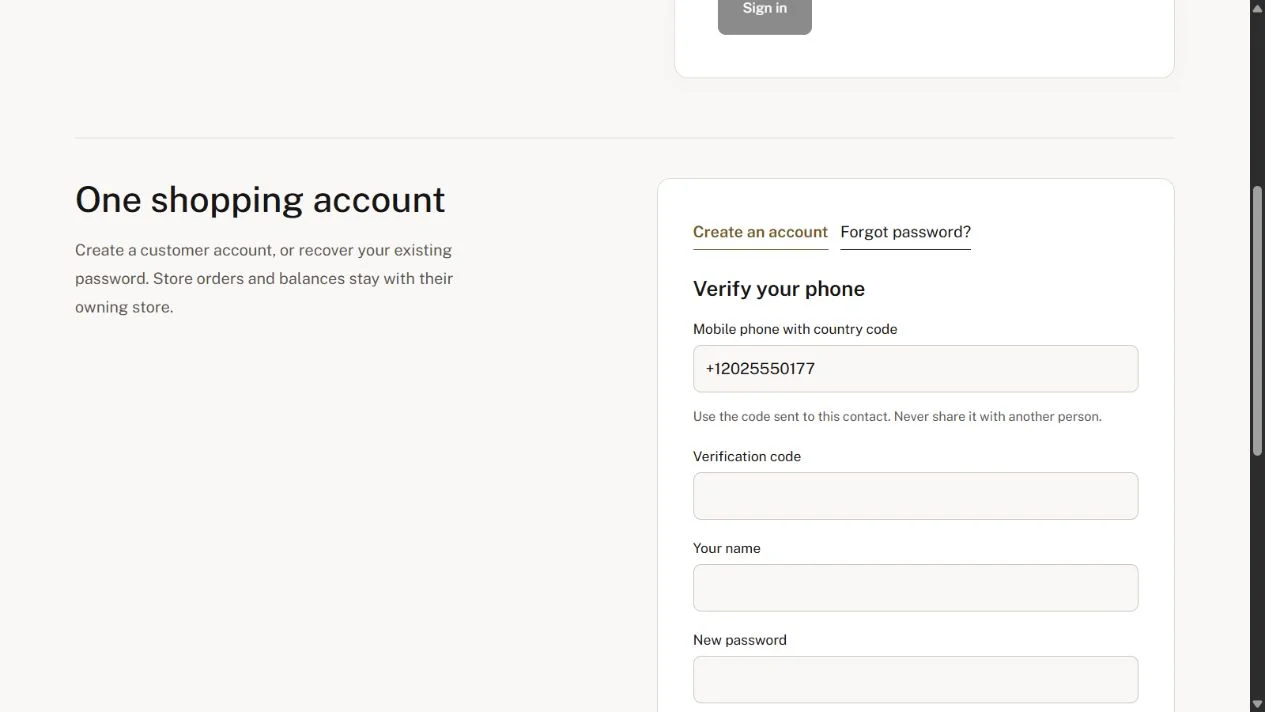 Sign in
One shopping account
Create a customer account, or recover your existing
password. Store orders and balances stay with their
owning store.
Create an account
Forgot password?
Verify your phone
Mobile phone with country code
+12025550177
Use the code sent to this contact. Never share it with another person.
Verification code
Your name
New password